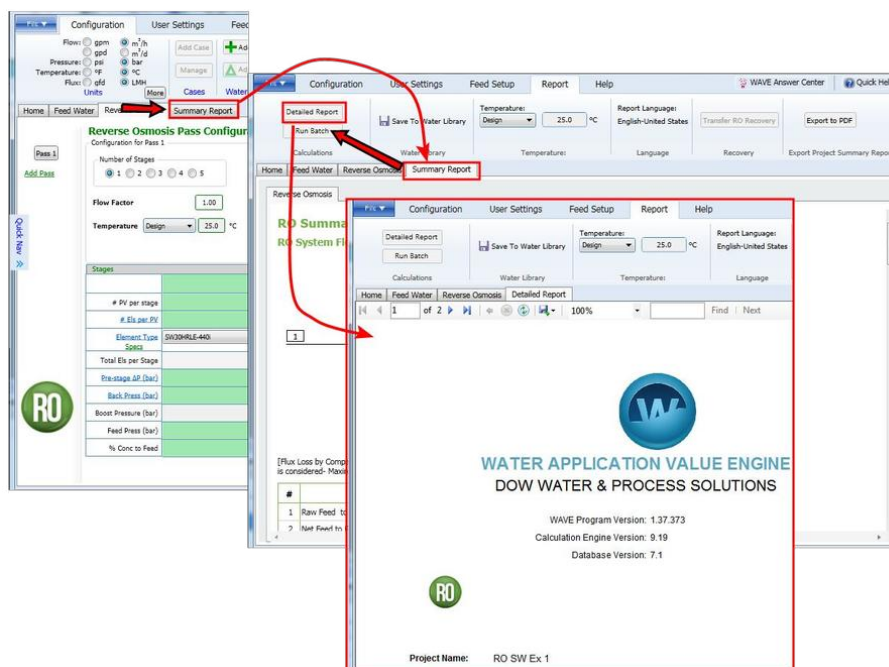 Configuration User Settings Feed
Flow: gpm m³/h
gpd m³/d
Pressure: psi bar
Temperature: ºF ºC
Flux: gfd LMH
Units More
Add Case
Manage
Cases
Water
Home Feed Water Summary Report
Reverse Osmosis Pass Configur
Configuration for Pass 1
Pass 1
Add Pass
Number of Stages
1 2 3 4 5
Flow Factor 1.00
Temperature Design 25.0 ºC
Quick Nav
Stages
# PV per stage
# Els per PV
Element Type SW30HRLE-440i
Specs
Total Els per Stage
Pre-stage ΔP (bar)
Back Press (bar)
Boost Pressure (bar)
Feed Press (bar)
% Conc to Feed
RO
Configuration User Settings Feed Setup Report Help
WAVE Answer Center Quick Help
Detailed Report
Run Batch
Calculations
Save To Water Library
Water Library
Temperature:
Design 25.0 ºC
Temperature:
Report Language:
English-United States
Language
Transfer RO Recovery
Recovery
Export to PDF
Export Project Summary Repor
Home Feed Water Reverse Osmosis Summary Report
Reverse Osmosis
RO Summa
RO System Fl
1
[Flux Loss by Comp
is considered- Maxi
#
1 Raw Feed to
2 Net Feed to
Configuration User Settings Feed Setup Report Help
Detailed Report
Run Batch
Calculations
Save To Water Library
Water Library
Temperature:
Design 25.0 ºC
Temperature:
Report Language:
English-United States
Language
Home Feed Water Reverse Osmosis Detailed Report
1 of 2 100% Find Next
W
WATER APPLICATION VALUE ENGINE
DOW WATER & PROCESS SOLUTIONS
WAVE Program Version: 1.37.373
Calculation Engine Version: 9.19
Database Version: 7.1
RO
Project Name: RO SW Ex 1